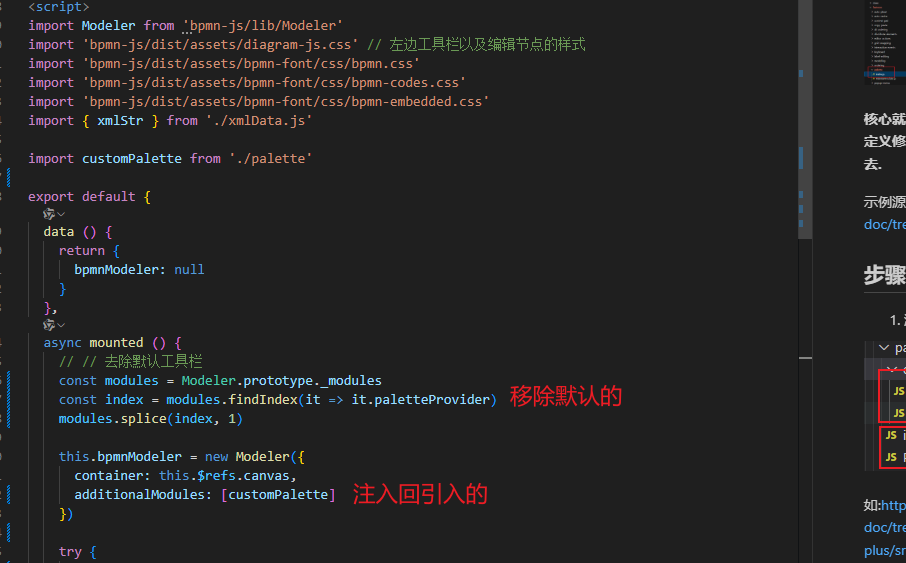 <script>
import Modeler from 'bpmn-js/lib/Modeler'
import 'bpmn-js/dist/assets/diagram-js.css' // 左边工具栏以及编辑节点的样式
import 'bpmn-js/dist/assets/bpmn-font/css/bpmn.css'
import 'bpmn-js/dist/assets/bpmn-font/css/bpmn-codes.css'
import 'bpmn-js/dist/assets/bpmn-font/css/bpmn-embedded.css'
import { xmlStr } from './xmlData.js'
import customPalette from './palette'
export default {
data () {
return {
bpmnModeler: null
}
},
async mounted () {
// // 去除默认工具栏
const modules = Modeler.prototype._modules
const index = modules.findIndex(it => it.paletteProvider) 移除默认的
modules.splice(index, 1)
this.bpmnModeler = new Modeler({
container: this.$refs.canvas,
additionalModules: [customPalette] 注入回引入的
})
try {
核心就
定义修
去.
示例源
doc/tre
步骤
1.
pa
JS
JS
JS i
JS
如:http
doc/tre
plus/sr